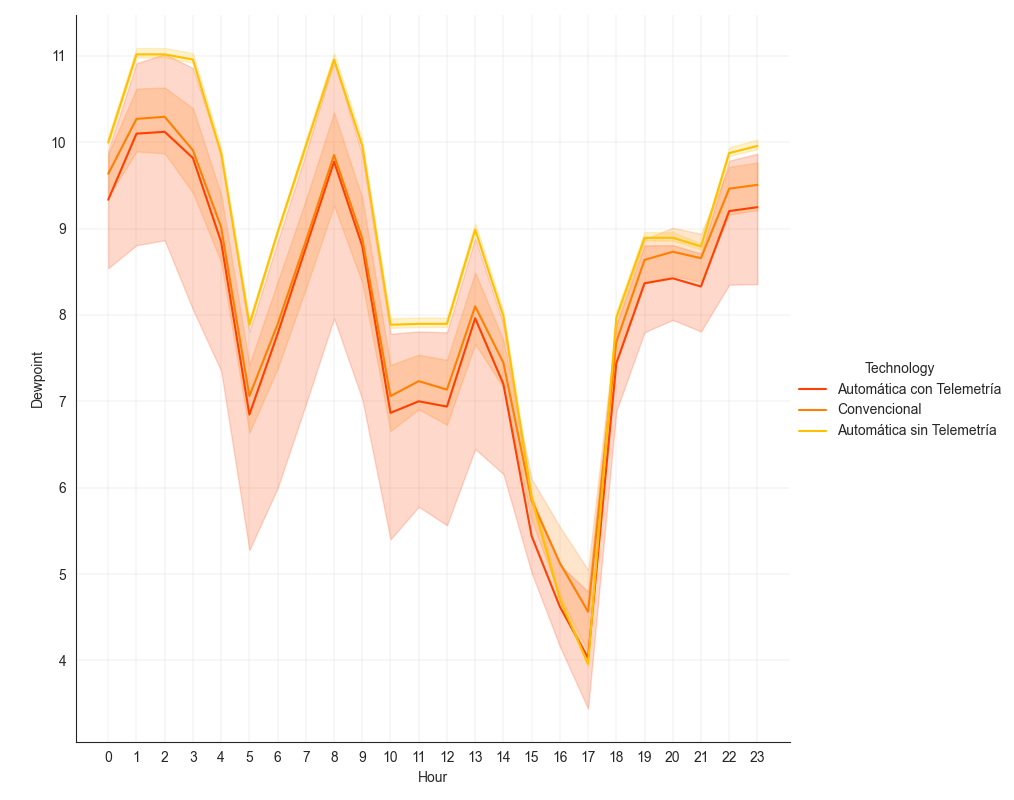 11
10
9
8
7
6
5
4
Dewpoint
0 1 2 3 4 5 6 7 8 9 10 11 12 13 14 15 16 17 18 19 20 21 22 23
Hour
Technology
Automática con Telemetría
Convencional
Automática sin Telemetría